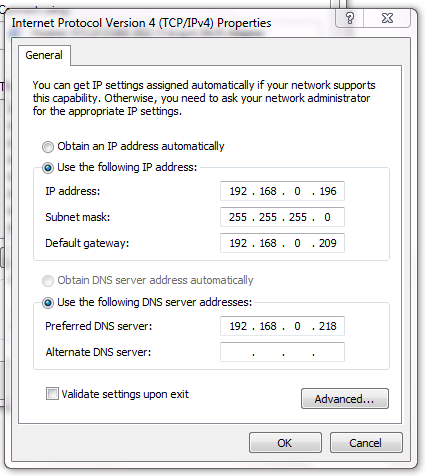 Internet Protocol Version 4 (TCP/IPv4) Properties
General
You can get IP settings assigned automatically if your network supports
this capability. Otherwise, you need to ask your network administrator
for the appropriate IP settings.
Obtain an IP address automatically
Use the following IP address:
IP address: 192 . 168 . 0 . 196
Subnet mask: 255 . 255 . 255 . 0
Default gateway: 192 . 168 . 0 . 209
Obtain DNS server address automatically
Use the following DNS server addresses:
Preferred DNS server: 192 . 168 . 0 . 218
Alternate DNS server: . . .
Validate settings upon exit
Advanced...
OK Cancel